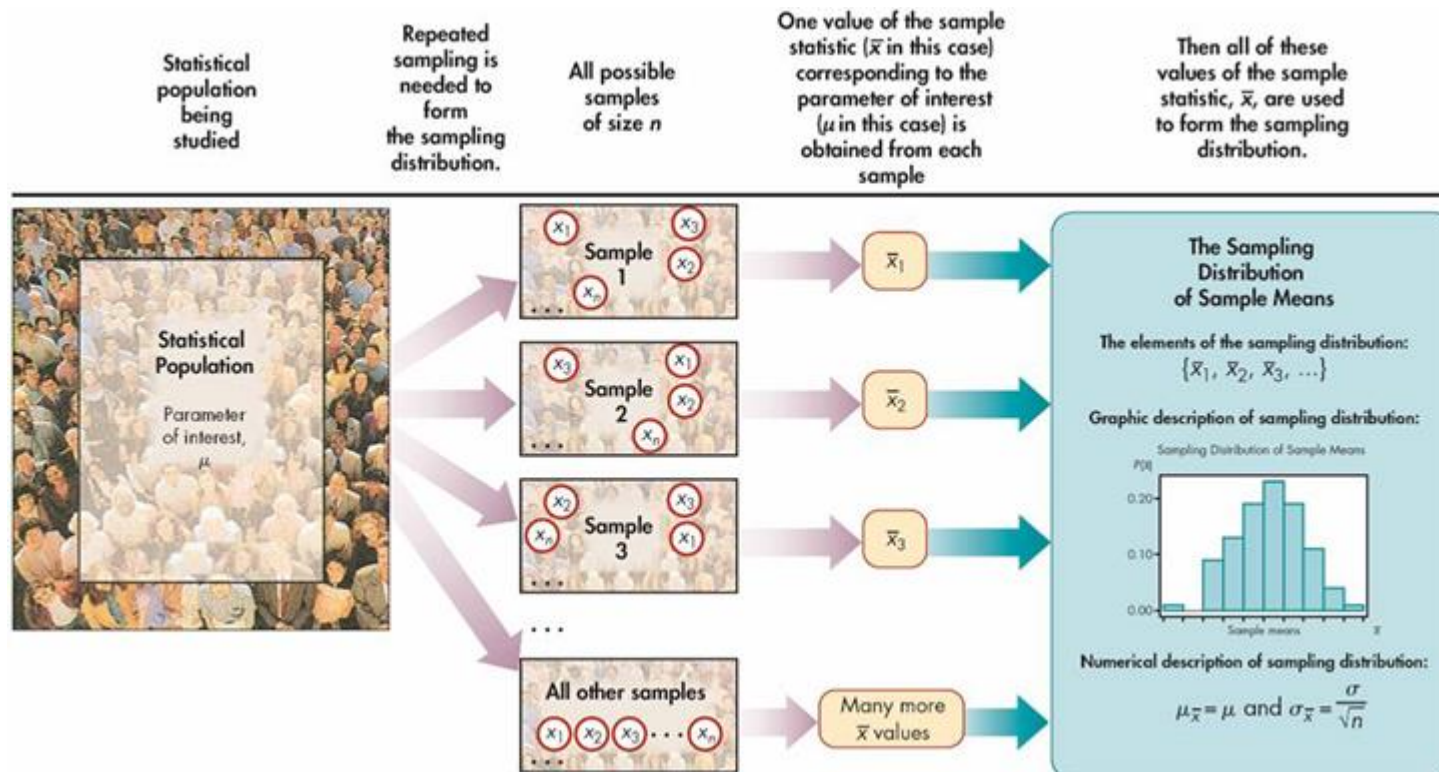 Statistical
population
being
studied
Repeated
sampling is
needed to
form
the sampling
distribution.
All possible
samples
of size n
One value of the sample
statistic (x̄ in this case)
corresponding to the
parameter of interest
(μ in this case) is
obtained from each
sample
Then all of these
values of the sample
statistic, x̄, are used
to form the sampling
distribution.
Statistical
Population
Parameter
of interest,
μ
x₁
x₃
Sample
1
x₂
xₙ
...
x̄₁
x₃
x₁
Sample
2
x₂
xₙ
...
x̄₂
x₂
x₃
Sample
3
xₙ
x₁
...
x̄₃
...
All other samples
x₁ x₂ x₃ ... xₙ
...
Many more
x̄ values
The Sampling
Distribution
of Sample Means
The elements of the sampling distribution:
{x̄₁, x̄₂, x̄₃, ...}
Graphic description of sampling distribution:
Sampling Distribution of Sample Means
P(x̄)
0.20
0.10
0.00
Sample means x̄
Numerical description of sampling distribution:
μx̄ = μ and σx̄ = σ/√n